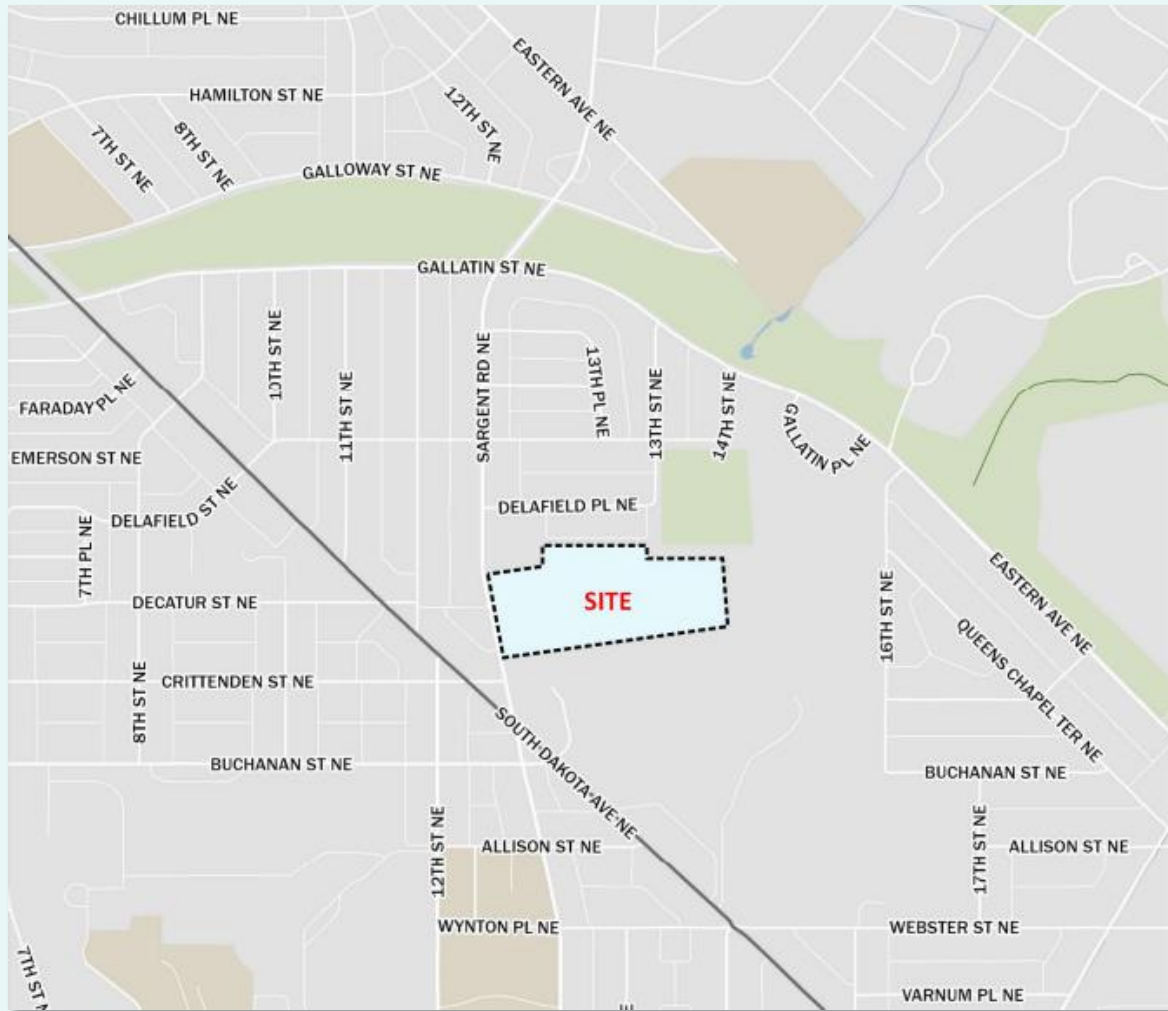 CHILLUM PL NE
EASTERN AVE NE
HAMILTON ST NE
12TH ST NE
7TH ST NE
8TH ST NE
GALLOWAY ST NE
GALLATIN ST NE
10TH ST NE
11TH ST NE
SARGENT RD NE
13TH PL NE
13TH ST NE
14TH ST NE
GALLATIN PL NE
FARADAY PL NE
EMERSON ST NE
DELAFIELD ST NE
DELAFIELD PL NE
7TH PL NE
DECATUR ST NE
SITE
16TH ST NE
EASTERN AVE NE
QUEENS CHAPEL TER NE
CRITTENDEN ST NE
8TH ST NE
SOUTH DAKOTA AVE NE
BUCHANAN ST NE
BUCHANAN ST NE
12TH ST NE
ALLISON ST NE
17TH ST NE
ALLISON ST NE
WYNTON PL NE
WEBSTER ST NE
7TH ST N
VARNUM PL NE
E